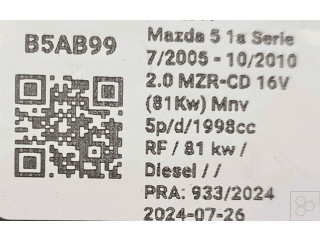 B5AB99
Mazda 5 1a Serie
7/2005 - 10/2010
2.0 MZR-CD 16V
(81Kw) Mnv
5p/d/1998cc
RF / 81 kw /
Diesel / /
PRA: 933/2024
2024-07-26